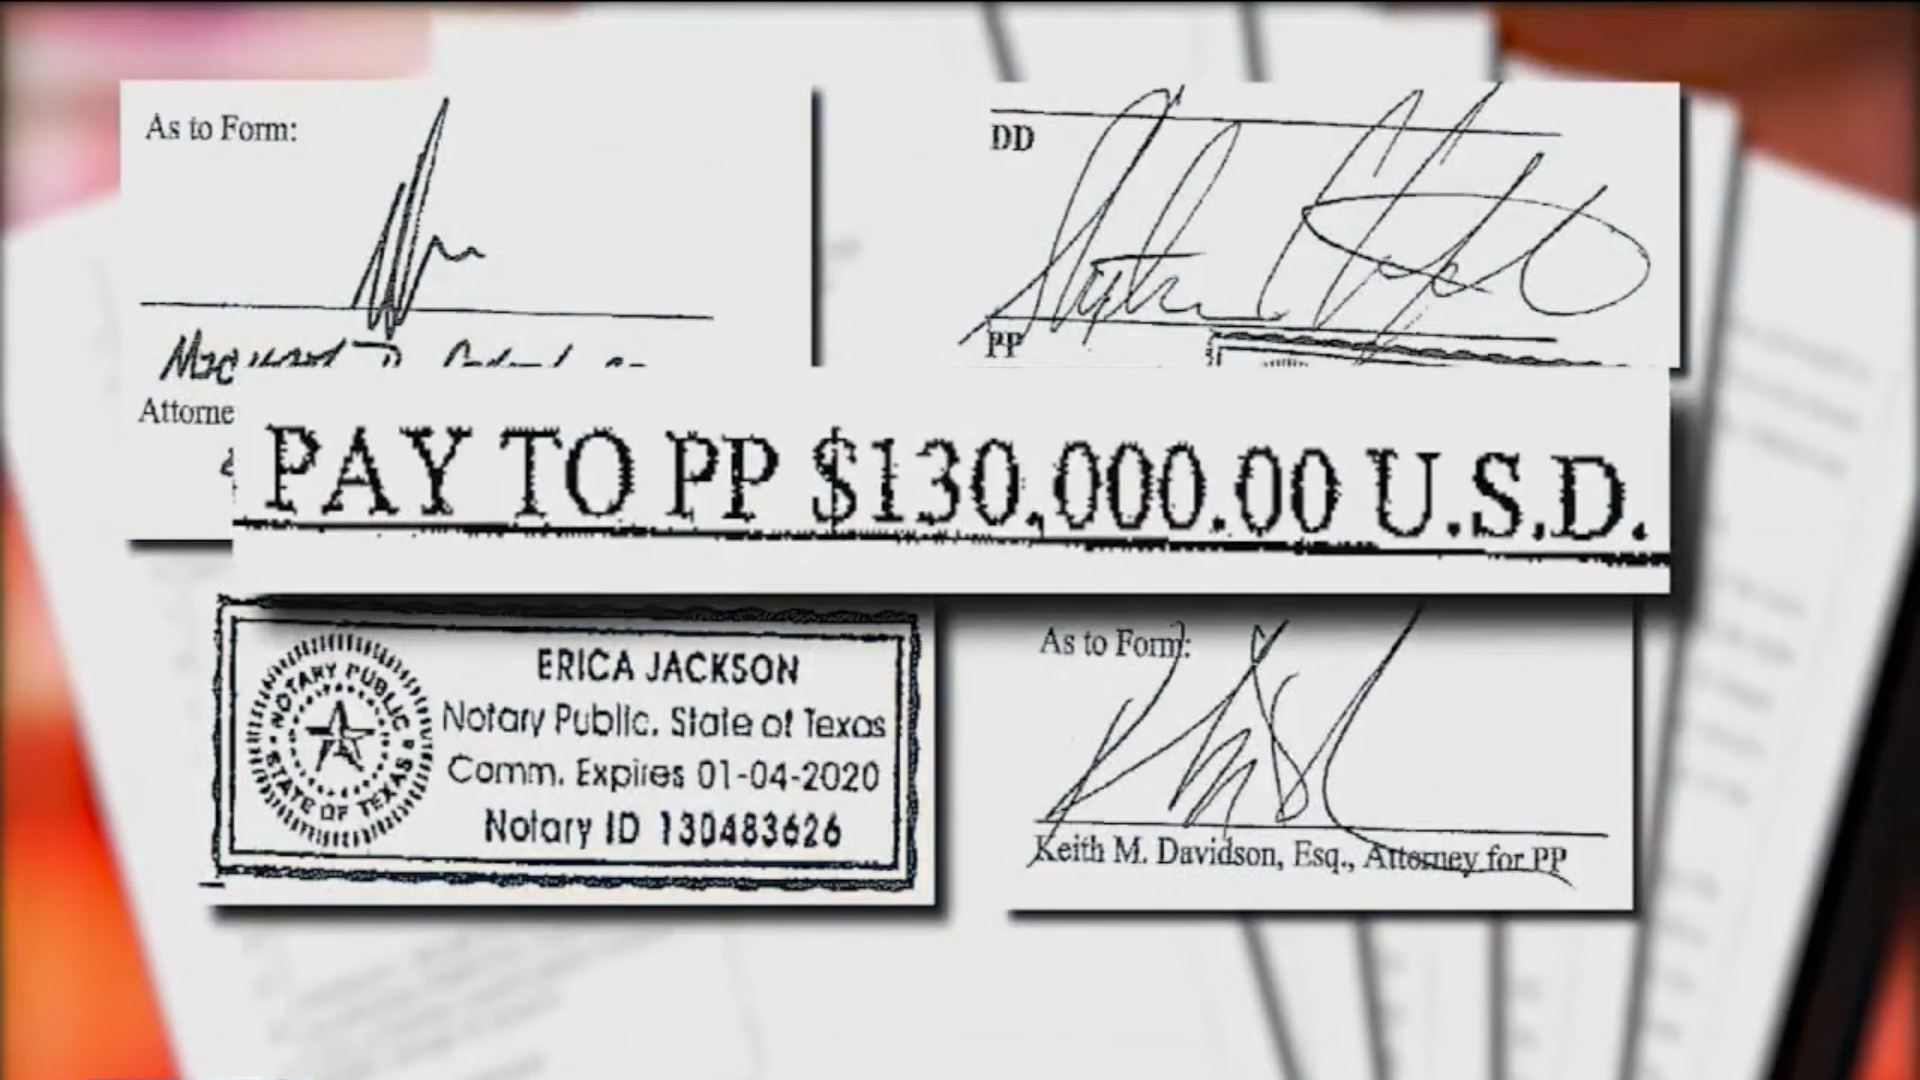 As to Form:
Attorne
DD
PP
PAY TO PP $130,000.00 U.S.D.
NOTARY PUBLIC
STATE OF TEXAS
ERICA JACKSON
Notary Public, State of Texas
Comm. Expires 01-04-2020
Notary ID 130483626
As to Form:
Keith M. Davidson, Esq., Attorney for PP